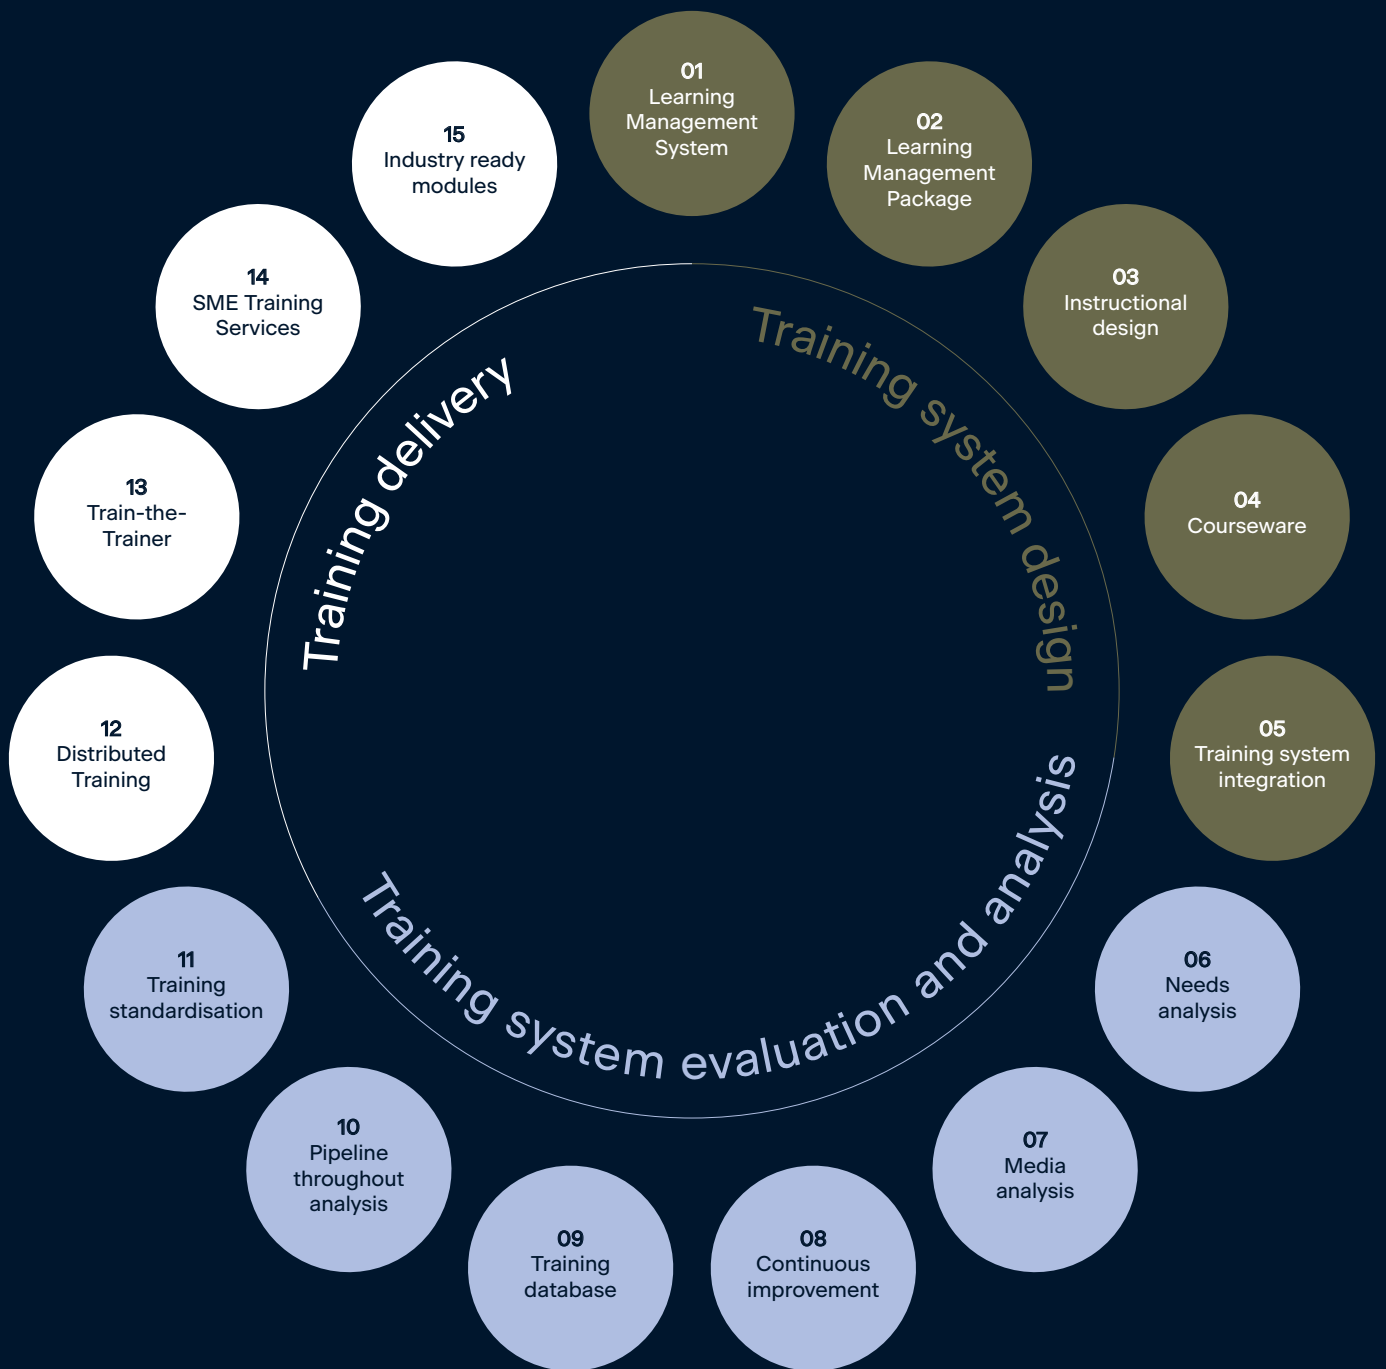 01
Learning
Management
System
02
Learning
Management
Package
03
Instructional
design
04
Courseware
05
Training system
integration
06
Needs
analysis
07
Media
analysis
08
Continuous
improvement
09
Training
database
10
Pipeline
throughout
analysis
11
Training
standardisation
12
Distributed
Training
13
Train-the-
Trainer
14
SME Training
Services
15
Industry ready
modules
Training system design
Training system evaluation and analysis
Training delivery